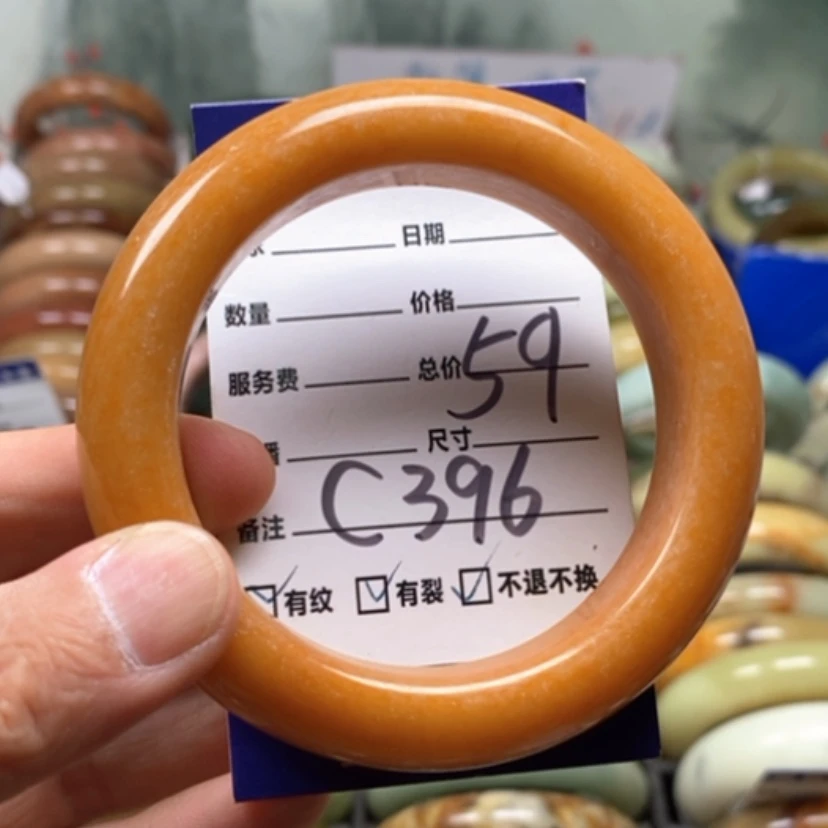 日期
数量 价格
服务费 总价 59
尺寸
备注 C396
有纹 有裂 不退不换